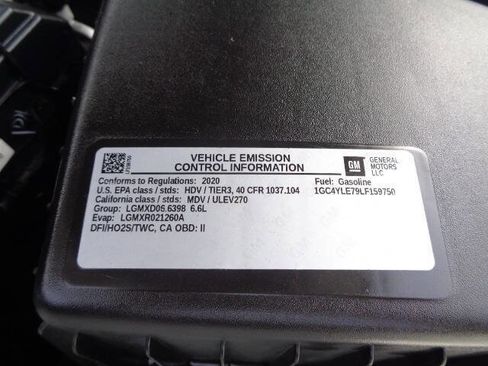 VEHICLE EMISSION
CONTROL INFORMATION
GM
GENERAL
MOTORS
LLC
Conforms to Regulations: 2020
Fuel: Gasoline
U.S. EPA class / stds: HDV / TIER3, 40 CFR 1037.104
1GC4YLE79LF159750
California class / stds: MDV / ULEV270
Group: LGMXD06.6398 6.6L
Evap: LGMXR021260A
DFI/HO2S/TWC, CA OBD: II